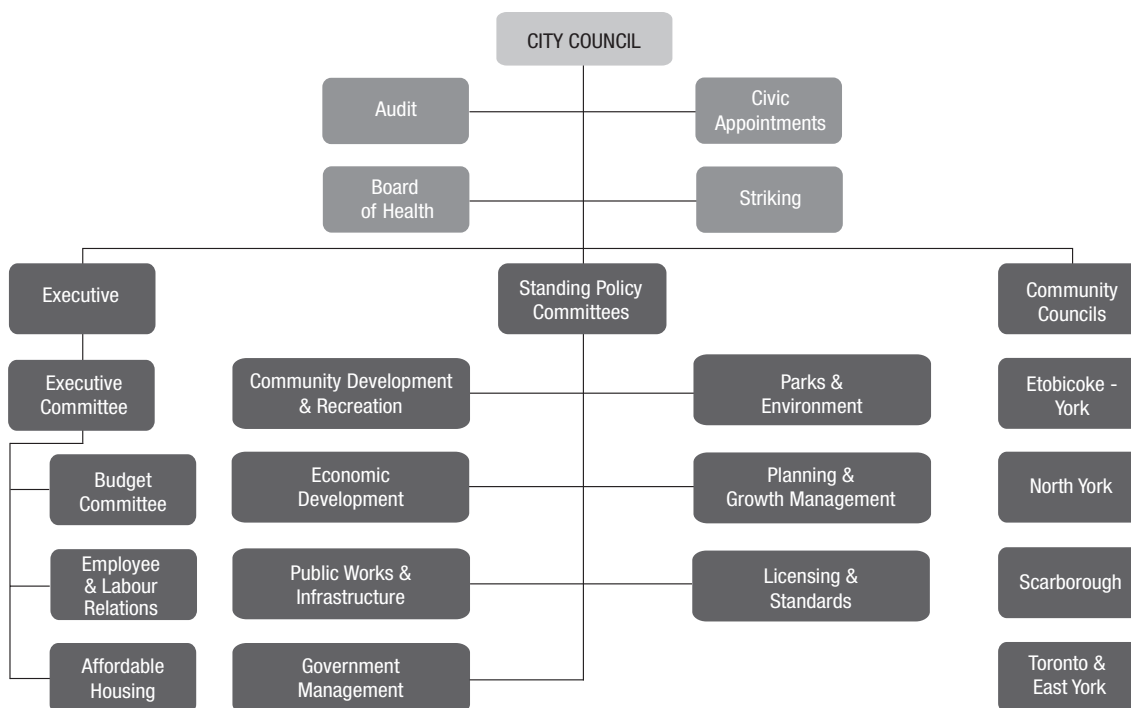 CITY COUNCIL
Audit
Civic
Appointments
Board
of Health
Striking
Executive
Standing Policy
Committees
Community
Councils
Executive
Committee
Community Development
& Recreation
Parks &
Environment
Etobicoke -
York
Budget
Committee
Economic
Development
Planning &
Growth Management
North York
Employee
& Labour
Relations
Public Works &
Infrastructure
Licensing &
Standards
Scarborough
Affordable
Housing
Government
Management
Toronto &
East York